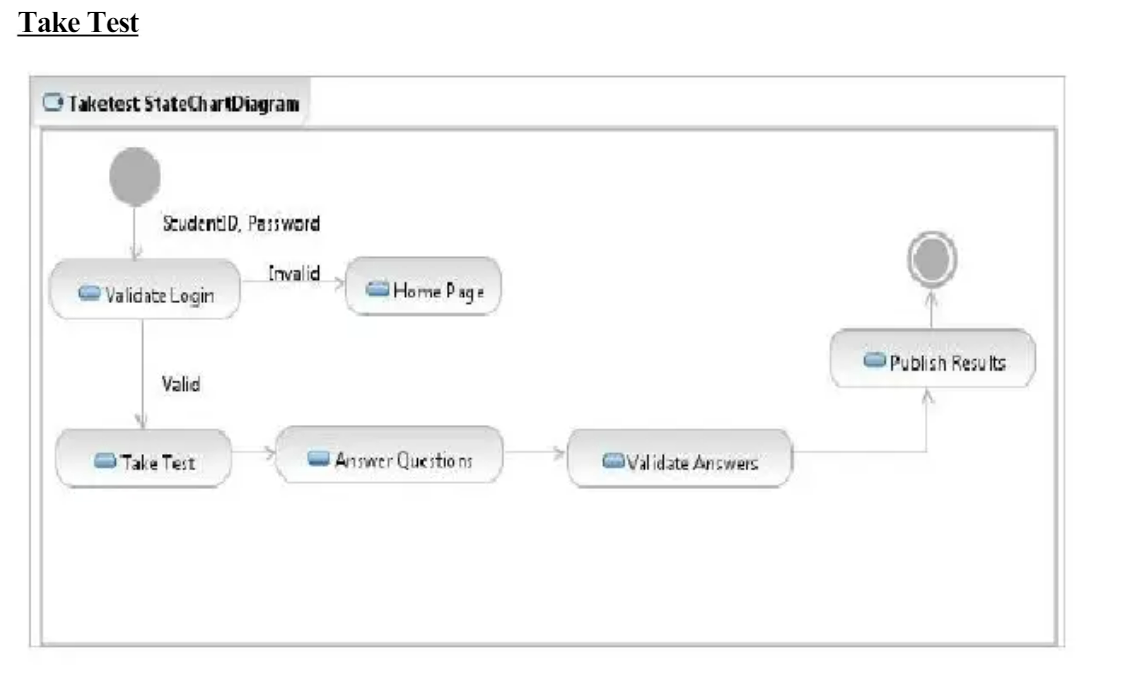 Take Test
Taketest StateChartDiagram
StudentID, Password
Validate Login
Invalid
Home Page
Publish Results
Valid
Take Test
Answer Questions
Validate Answers